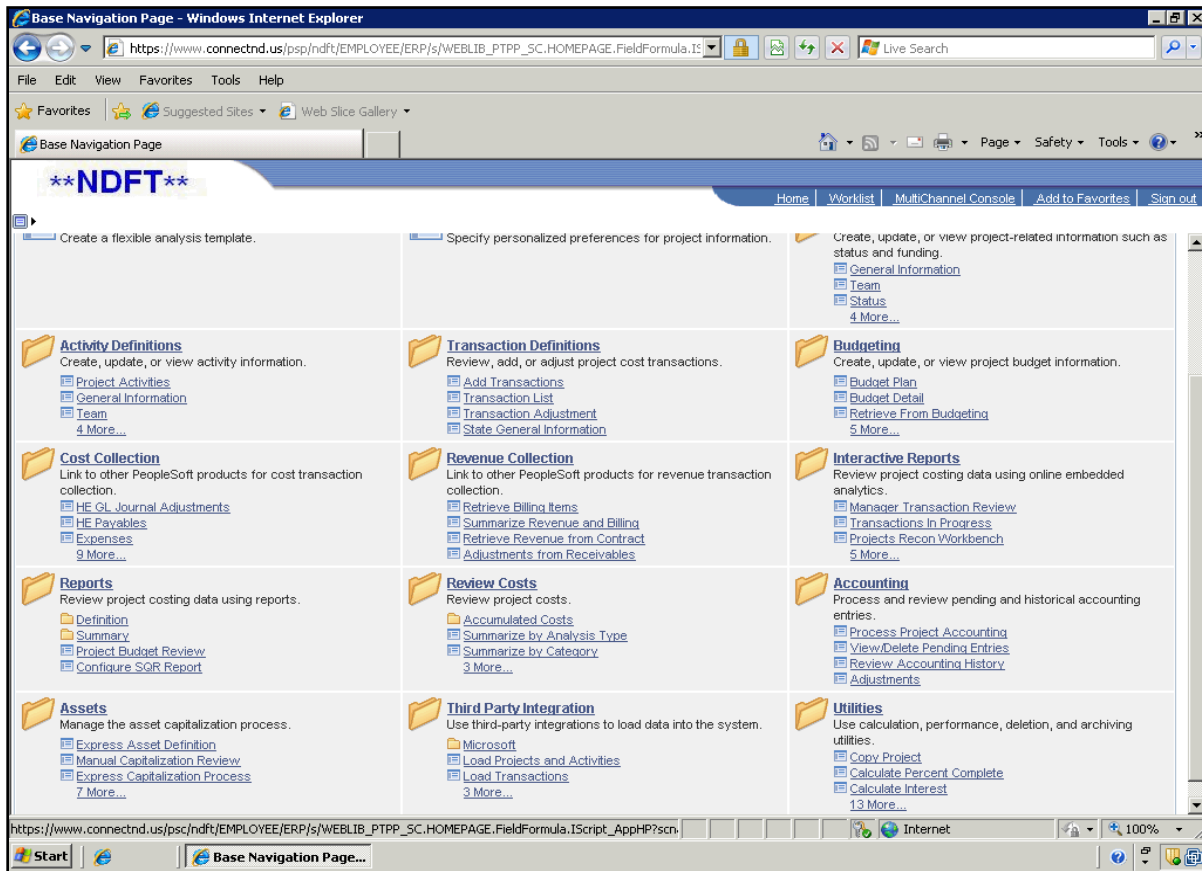 Base Navigation Page - Windows Internet Explorer
https://www.connectnd.us/psp/ndft/EMPLOYEE/ERP/s/WEBLIB_PTPP_SC.HOMEPAGE.FieldFormula.IS
Live Search
File Edit View Favorites Tools Help
Favorites Suggested Sites Web Slice Gallery
Base Navigation Page
Page Safety Tools
**NDFT**
Home Worklist MultiChannel Console Add to Favorites Sign out
Create a flexible analysis template.
Specify personalized preferences for project information.
Create, update, or view project-related information such as
status and funding.
General Information
Team
Status
4 More...
Activity Definitions
Create, update, or view activity information.
Project Activities
General Information
Team
4 More...
Transaction Definitions
Review, add, or adjust project cost transactions.
Add Transactions
Transaction List
Transaction Adjustment
State General Information
Budgeting
Create, update, or view project budget information.
Budget Plan
Budget Detail
Retrieve From Budgeting
5 More...
Cost Collection
Link to other PeopleSoft products for cost transaction
collection.
HE GL Journal Adjustments
HE Payables
Expenses
9 More...
Revenue Collection
Link to other PeopleSoft products for revenue transaction
collection.
Retrieve Billing Items
Summarize Revenue and Billing
Retrieve Revenue from Contract
Adjustments from Receivables
Interactive Reports
Review project costing data using online embedded
analytics.
Manager Transaction Review
Transactions In Progress
Projects Recon Workbench
5 More...
Reports
Review project costing data using reports.
Definition
Summary
Project Budget Review
Configure SQR Report
Review Costs
Review project costs.
Accumulated Costs
Summarize by Analysis Type
Summarize by Category
3 More...
Accounting
Process and review pending and historical accounting
entries.
Process Project Accounting
View/Delete Pending Entries
Review Accounting History
Adjustments
Assets
Manage the asset capitalization process.
Express Asset Definition
Manual Capitalization Review
Express Capitalization Process
7 More...
Third Party Integration
Use third-party integrations to load data into the system.
Microsoft
Load Projects and Activities
Load Transactions
3 More...
Utilities
Use calculation, performance, deletion, and archiving
utilities.
Copy Project
Calculate Percent Complete
Calculate Interest
13 More...
https://www.connectnd.us/psc/ndft/EMPLOYEE/ERP/s/WEBLIB_PTPP_SC.HOMEPAGE.FieldFormula.IScript_AppHP?scn
Internet
100%
Start
Base Navigation Page...